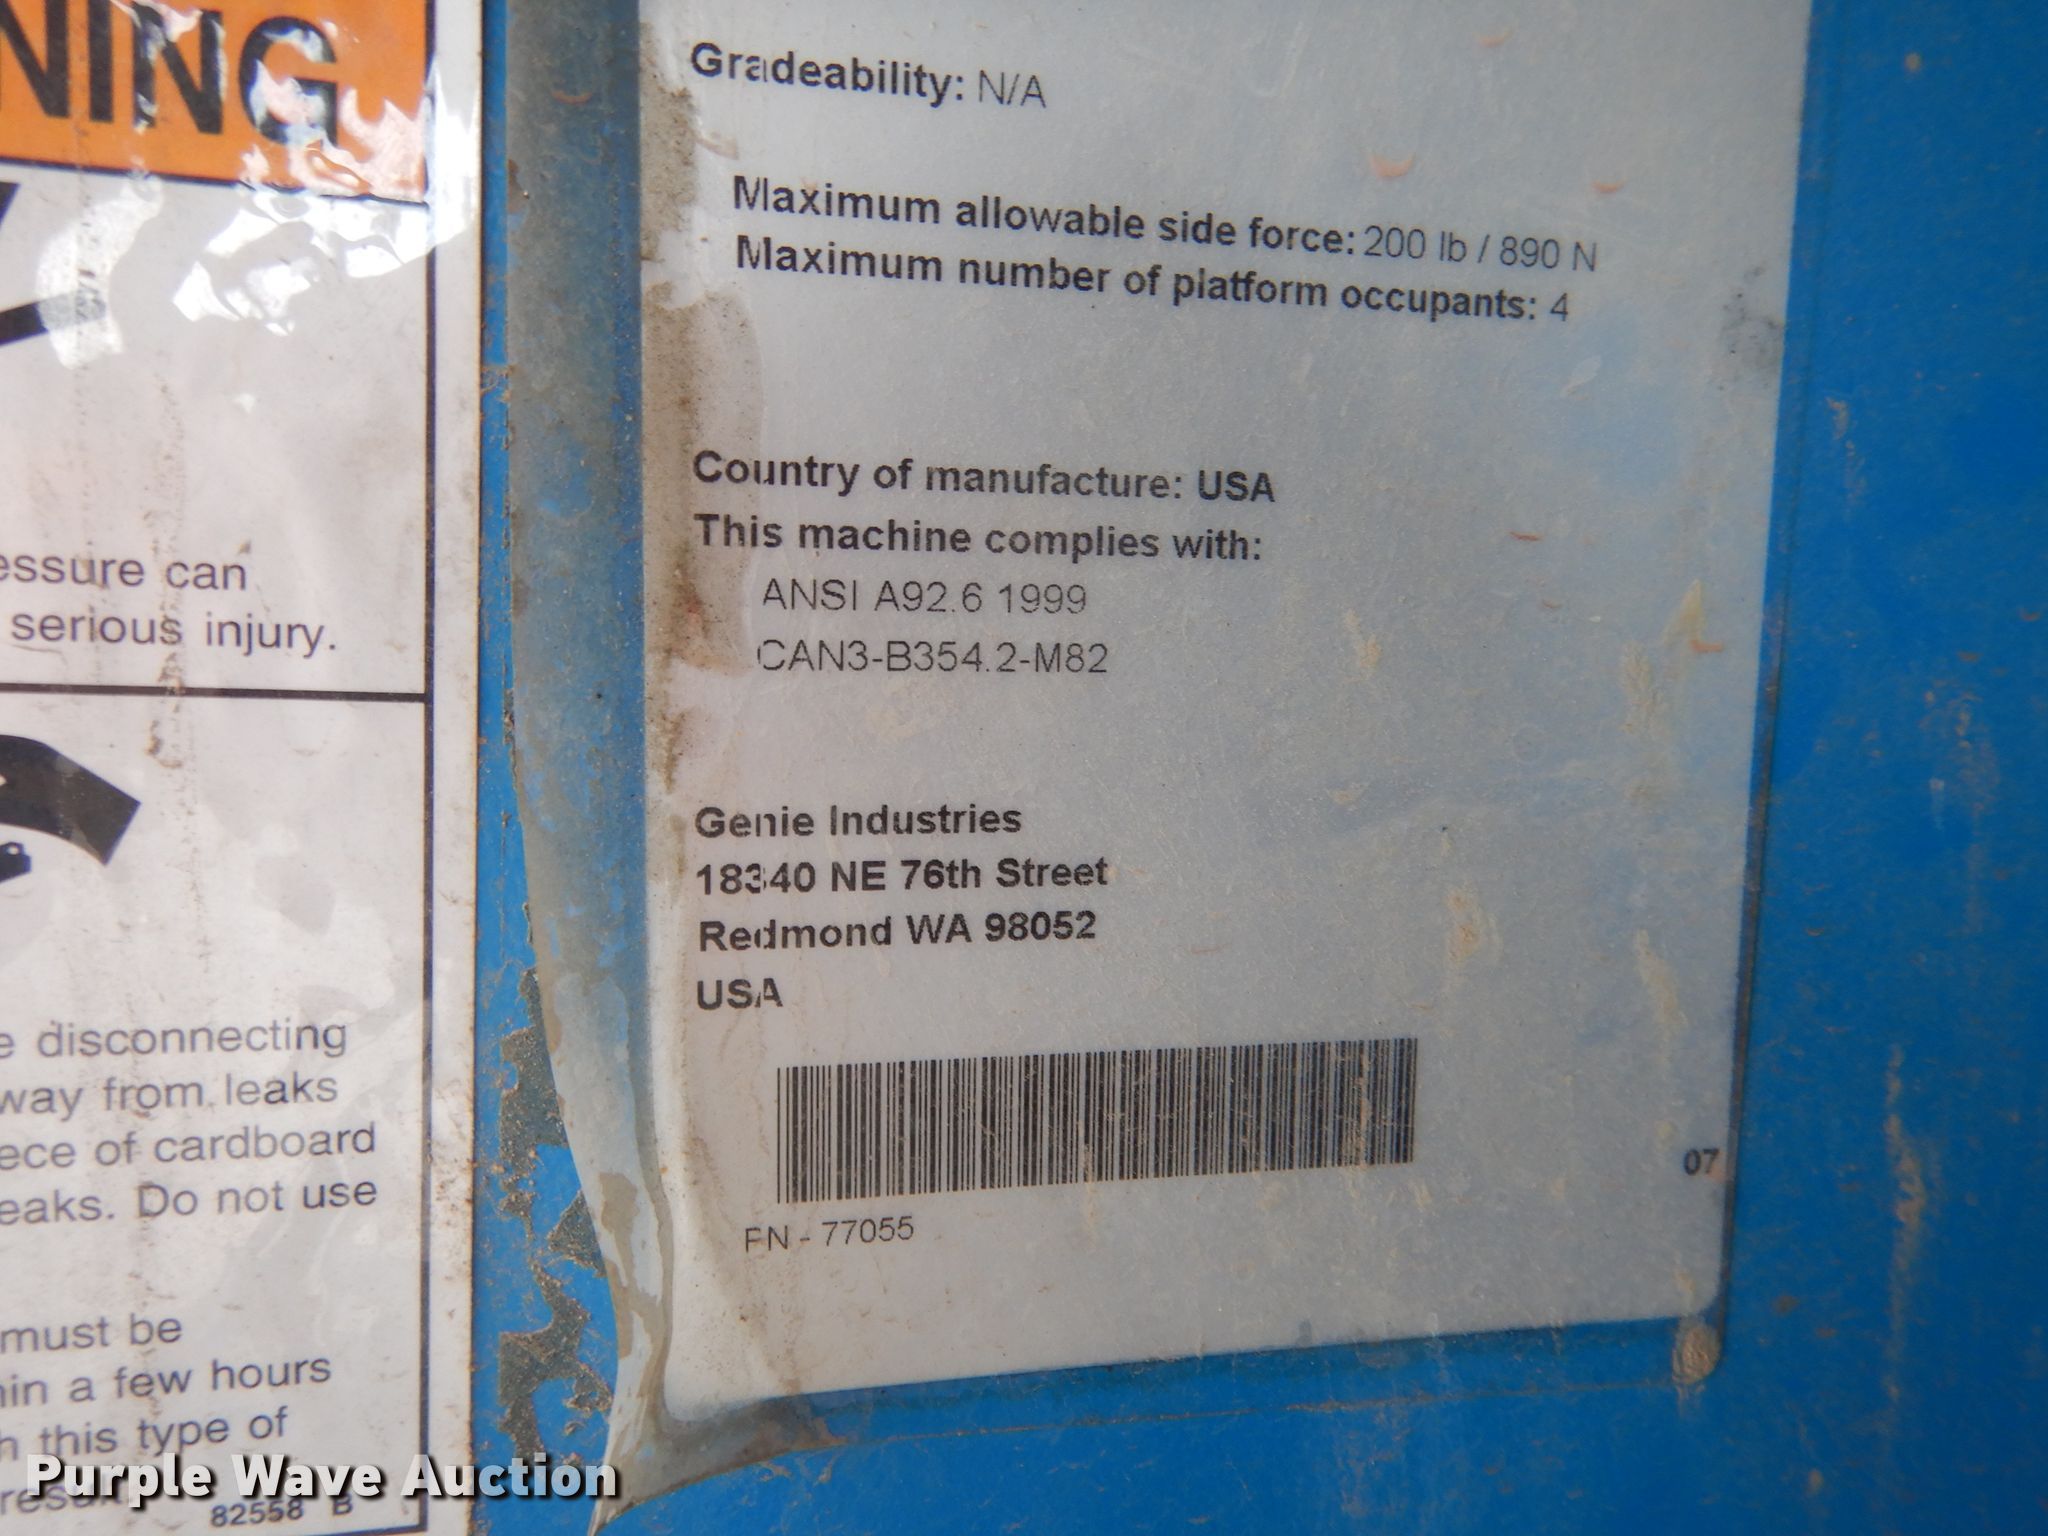 NING
essure can
serious injury.
e disconnecting
way from leaks
ece of cardboard
eaks. Do not use
must be
hin a few hours
h this type of
82558 B
Gradeability: N/A
Maximum allowable side force: 200 lb / 890 N
Maximum number of platform occupants: 4
Country of manufacture: USA
This machine complies with:
ANSI A92.6 1999
CAN3-B354.2-M82
Genie Industries
18340 NE 76th Street
Redmond WA 98052
USA
PN - 77055
07
Purple Wave Auction